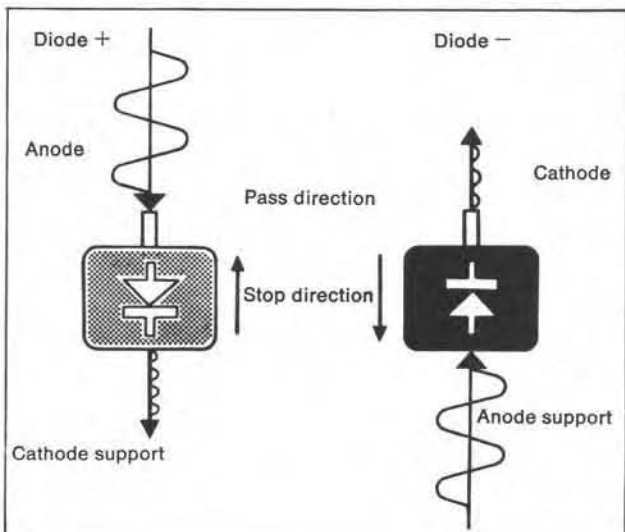 Diode +
Diode —
Anode
Cathode
Pass direction
Stop direction
Anode support
Cathode support